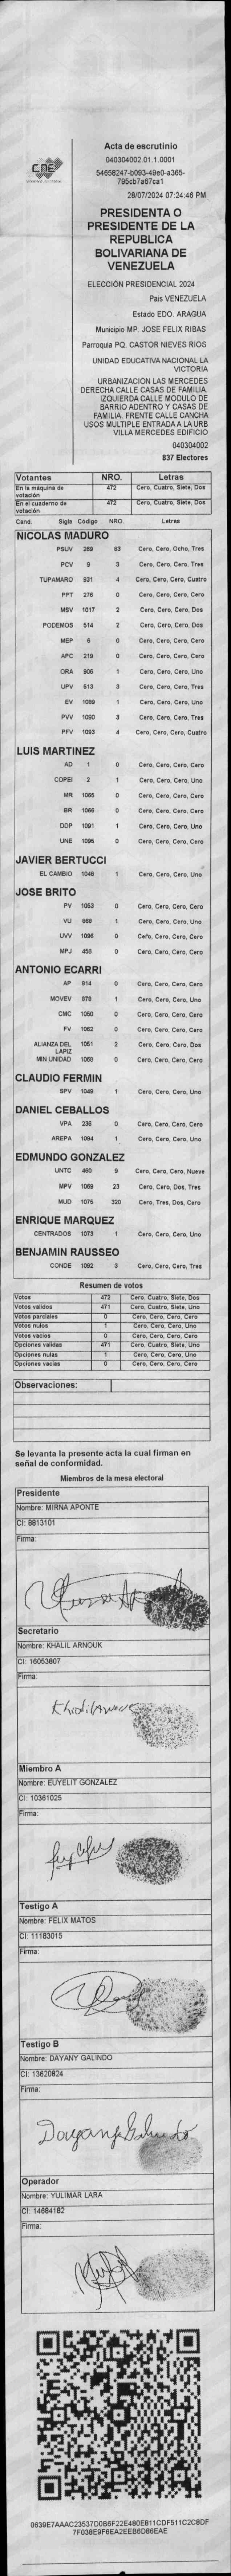 CNE
Acta de escrutinio
040304002.01.1.0001
54658247-b093-49e0-a365-
795cb7a67ca1
28/07/2024 07:24:46 PM
PRESIDENTA O
PRESIDENTE DE LA
REPUBLICA
BOLIVARIANA DE
VENEZUELA
ELECCIÓN PRESIDENCIAL 2024
Pais VENEZUELA
Estado EDO. ARAGUA
Municipio MP. JOSE FELIX RIBAS
Parroquia PQ. CASTOR NIEVES RIOS
UNIDAD EDUCATIVA NACIONAL LA
VICTORIA
URBANIZACION LAS MERCEDES
DERECHA CALLE CASAS DE FAMILIA.
IZQUIERDA CALLE MODULO DE
BARRIO ADENTRO Y CASAS DE
FAMILIA. FRENTE CALLE CANCHA
USOS MULTIPLE ENTRADA A LA URB
VILLA MERCEDES EDIFICIO
040304002
837 Electores
Votantes NRO. Letras
En la máquina de votación 472 Cero, Cuatro, Siete, Dos
En el cuaderno de votación 472 Cero, Cuatro, Siete, Dos
Cand. Sigla Código NRO. Letras
NICOLAS MADURO
PSUV 269 83 Cero, Cero, Ocho, Tres
PCV 9 3 Cero, Cero, Cero, Tres
TUPAMARO 931 4 Cero, Cero, Cero, Cuatro
PPT 276 0 Cero, Cero, Cero, Cero
MSV 1017 2 Cero, Cero, Cero, Dos
PODEMOS 514 2 Cero, Cero, Cero, Dos
MEP 6 0 Cero, Cero, Cero, Cero
APC 219 0 Cero, Cero, Cero, Cero
ORA 906 1 Cero, Cero, Cero, Uno
UPV 513 3 Cero, Cero, Cero, Tres
EV 1089 1 Cero, Cero, Cero, Uno
PVV 1090 3 Cero, Cero, Cero, Tres
PFV 1093 4 Cero, Cero, Cero, Cuatro
LUIS MARTINEZ
AD 1 0 Cero, Cero, Cero, Cero
COPEI 2 1 Cero, Cero, Cero, Uno
MR 1065 0 Cero, Cero, Cero, Cero
BR 1066 0 Cero, Cero, Cero, Cero
DDP 1091 1 Cero, Cero, Cero, Uno
UNE 1095 0 Cero, Cero, Cero, Cero
JAVIER BERTUCCI
EL CAMBIO 1048 1 Cero, Cero, Cero, Uno
JOSE BRITO
PV 1053 0 Cero, Cero, Cero, Cero
VU 868 1 Cero, Cero, Cero, Uno
UVV 1096 0 Cero, Cero, Cero, Cero
MPJ 458 0 Cero, Cero, Cero, Cero
ANTONIO ECARRI
AP 814 0 Cero, Cero, Cero, Cero
MOVEV 878 1 Cero, Cero, Cero, Uno
CMC 1050 0 Cero, Cero, Cero, Cero
FV 1062 0 Cero, Cero, Cero, Cero
ALIANZA DEL LAPIZ 1051 2 Cero, Cero, Cero, Dos
MIN UNIDAD 1068 0 Cero, Cero, Cero, Cero
CLAUDIO FERMIN
SPV 1046 1 Cero, Cero, Cero, Uno
DANIEL CEBALLOS
VPA 236 0 Cero, Cero, Cero, Cero
AREPA 1094 1 Cero, Cero, Cero, Uno
EDMUNDO GONZALEZ
UNTC 460 9 Cero, Cero, Cero, Nueve
MPV 1069 23 Cero, Cero, Dos, Tres
MUD 1075 320 Cero, Tres, Dos, Cero
ENRIQUE MARQUEZ
CENTRADOS 1073 1 Cero, Cero, Cero, Uno
BENJAMIN RAUSSEO
CONDE 1092 3 Cero, Cero, Cero, Tres
Resumen de votos
Votos 472 Cero, Cuatro, Siete, Dos
Votos validos 471 Cero, Cuatro, Siete, Uno
Votos parciales 0 Cero, Cero, Cero, Cero
Votos nulos 1 Cero, Cero, Cero, Uno
Votos vacios 0 Cero, Cero, Cero, Cero
Opciones validas 471 Cero, Cuatro, Siete, Uno
Opciones nulas 1 Cero, Cero, Cero, Uno
Opciones vacias 0 Cero, Cero, Cero, Cero
Observaciones:
Se levanta la presente acta la cual firman en
señal de conformidad.
Miembros de la mesa electoral
Presidente
Nombre: MIRNA APONTE
CI: 8813101
Firma:
Secretario
Nombre: KHALIL ARNOUK
CI: 16053807
Firma:
Miembro A
Nombre: EUYELIT GONZALEZ
CI: 10361025
Firma:
Testigo A
Nombre: FELIX MATOS
CI: 11183015
Firma:
Testigo B
Nombre: DAYANY GALINDO
CI: 13620824
Firma:
Dayany Galindo
Operador
Nombre: YULIMAR LARA
CI: 14664162
Firma:
0639E7AAAC23537D0B6F22E480E811CDF511C2C8DF
7F038E9F6EA2EEB6D86EAE